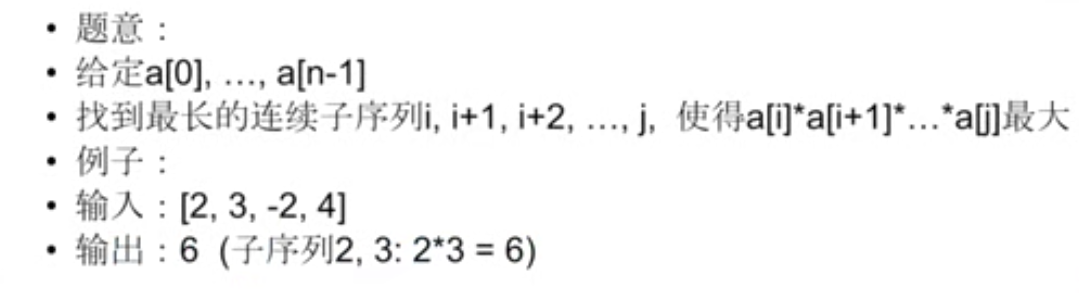 • 题意：
• 给定a[0], …, a[n-1]
• 找到最长的连续子序列i, i+1, i+2, …, j, 使得a[i]*a[i+1]*…*a[j]最大
• 例子：
• 输入：[2, 3, -2, 4]
• 输出：6 (子序列2, 3: 2*3 = 6)